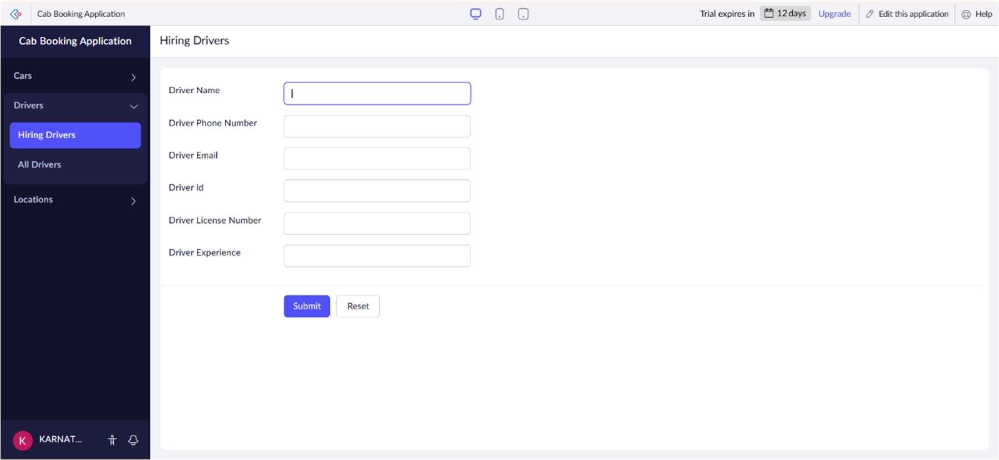 Cab Booking Application
Trial expires in 12 days Upgrade Edit this application Help
Cab Booking Application
Cars
Drivers
Hiring Drivers
All Drivers
Locations
KARNAT...
K
Hiring Drivers
Driver Name
Driver Phone Number
Driver Email
Driver Id
Driver License Number
Driver Experience
Submit Reset